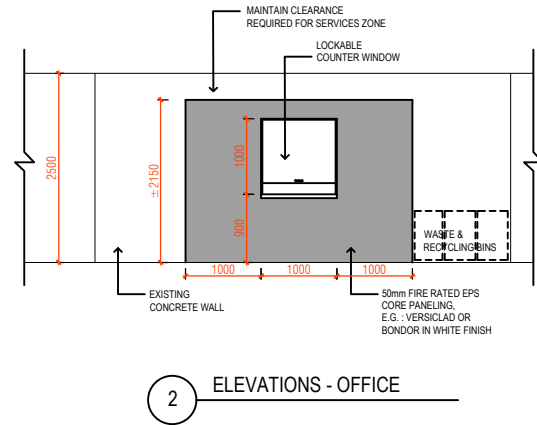 MAINTAIN CLEARANCE
REQUIRED FOR SERVICES ZONE
LOCKABLE
COUNTER WINDOW
2500
±2150
1000
900
1000
1000
1000
WASTE &
RECYCLING BINS
EXISTING
CONCRETE WALL
50mm FIRE RATED EPS
CORE PANELING,
E.G. : VERSICLAD OR
BONDOR IN WHITE FINISH
2
ELEVATIONS - OFFICE